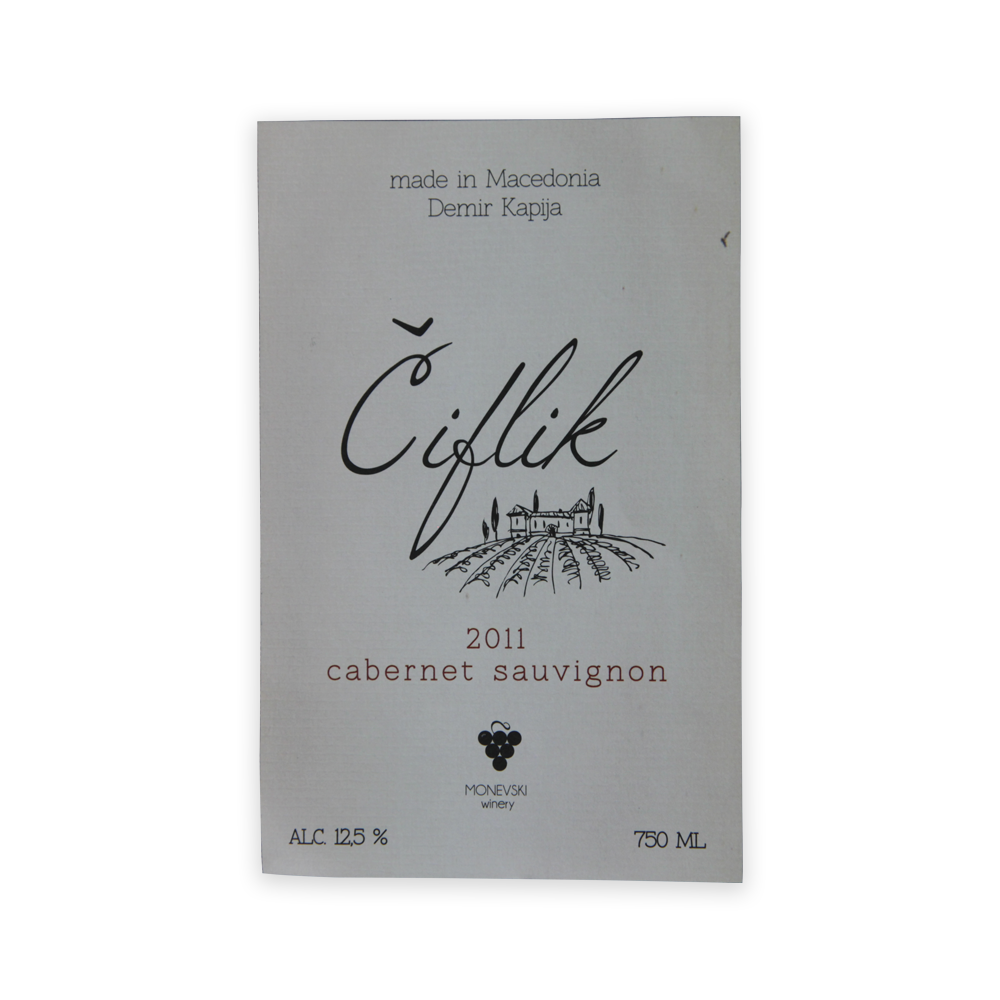 made in Macedonia
Demir Kapija
Čiflik
2011
cabernet sauvignon
MONEVSKI
winery
ALC. 12,5 %
750 ML